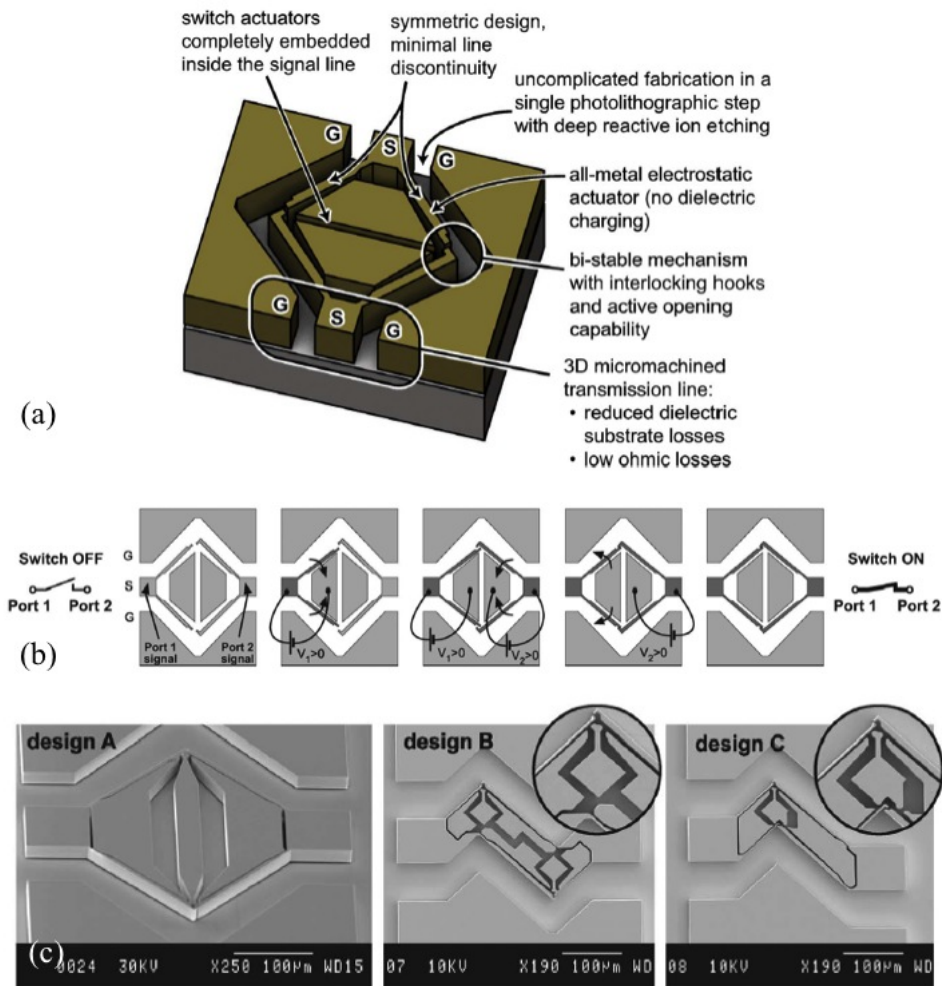 switch actuators
completely embedded
inside the signal line
symmetric design,
minimal line
discontinuity
uncomplicated fabrication in a
single photolithographic step
with deep reactive ion etching
all-metal electrostatic
actuator (no dielectric
charging)
bi-stable mechanism
with interlocking hooks
and active opening
capability
3D micromachined
transmission line:
• reduced dielectric
substrate losses
• low ohmic losses
G
S
G
G
S
G
(a)
Switch OFF
Port 1 Port 2
G
S
G
Port 1
signal
Port 2
signal
V₁>0
V₁>0
V₂>0
V₂>0
Switch ON
Port 1 Port 2
(b)
design A
design B
design C
(c)
0024 30KV X250 100µm WD15
07 10KV X190 100µm WD
08 10KV X190 100µm WD